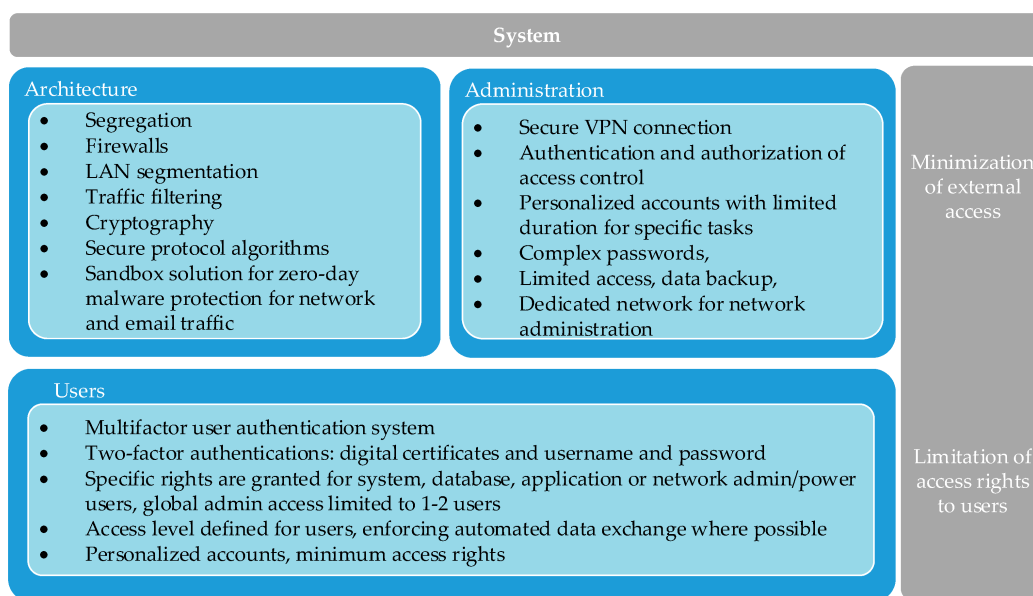 System
Architecture
Segregation
Firewalls
LAN segmentation
Traffic filtering
Cryptography
Secure protocol algorithms
Sandbox solution for zero-day
malware protection for network
and email traffic
Administration
Secure VPN connection
Authentication and authorization of
access control
Personalized accounts with limited
duration for specific tasks
Complex passwords,
Limited access, data backup,
Dedicated network for network
administration
Minimization
of external
access
Users
Multifactor user authentication system
Two-factor authentications: digital certificates and username and password
Specific rights are granted for system, database, application or network admin/power
users, global admin access limited to 1-2 users
Access level defined for users, enforcing automated data exchange where possible
Personalized accounts, minimum access rights
Limitation of
access rights
to users